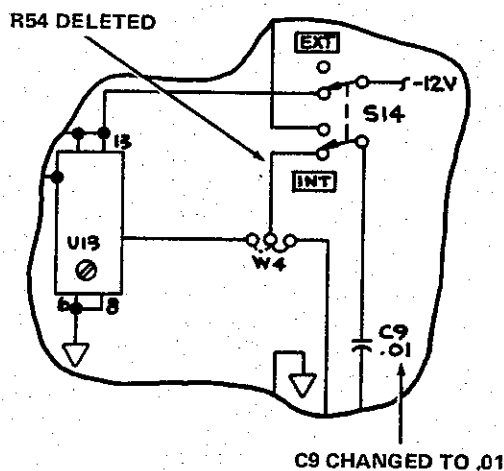 R54 DELETED
EXT
-12V
S14
13
INT
U13
W4
6 8
C9
.01
C9 CHANGED TO .01